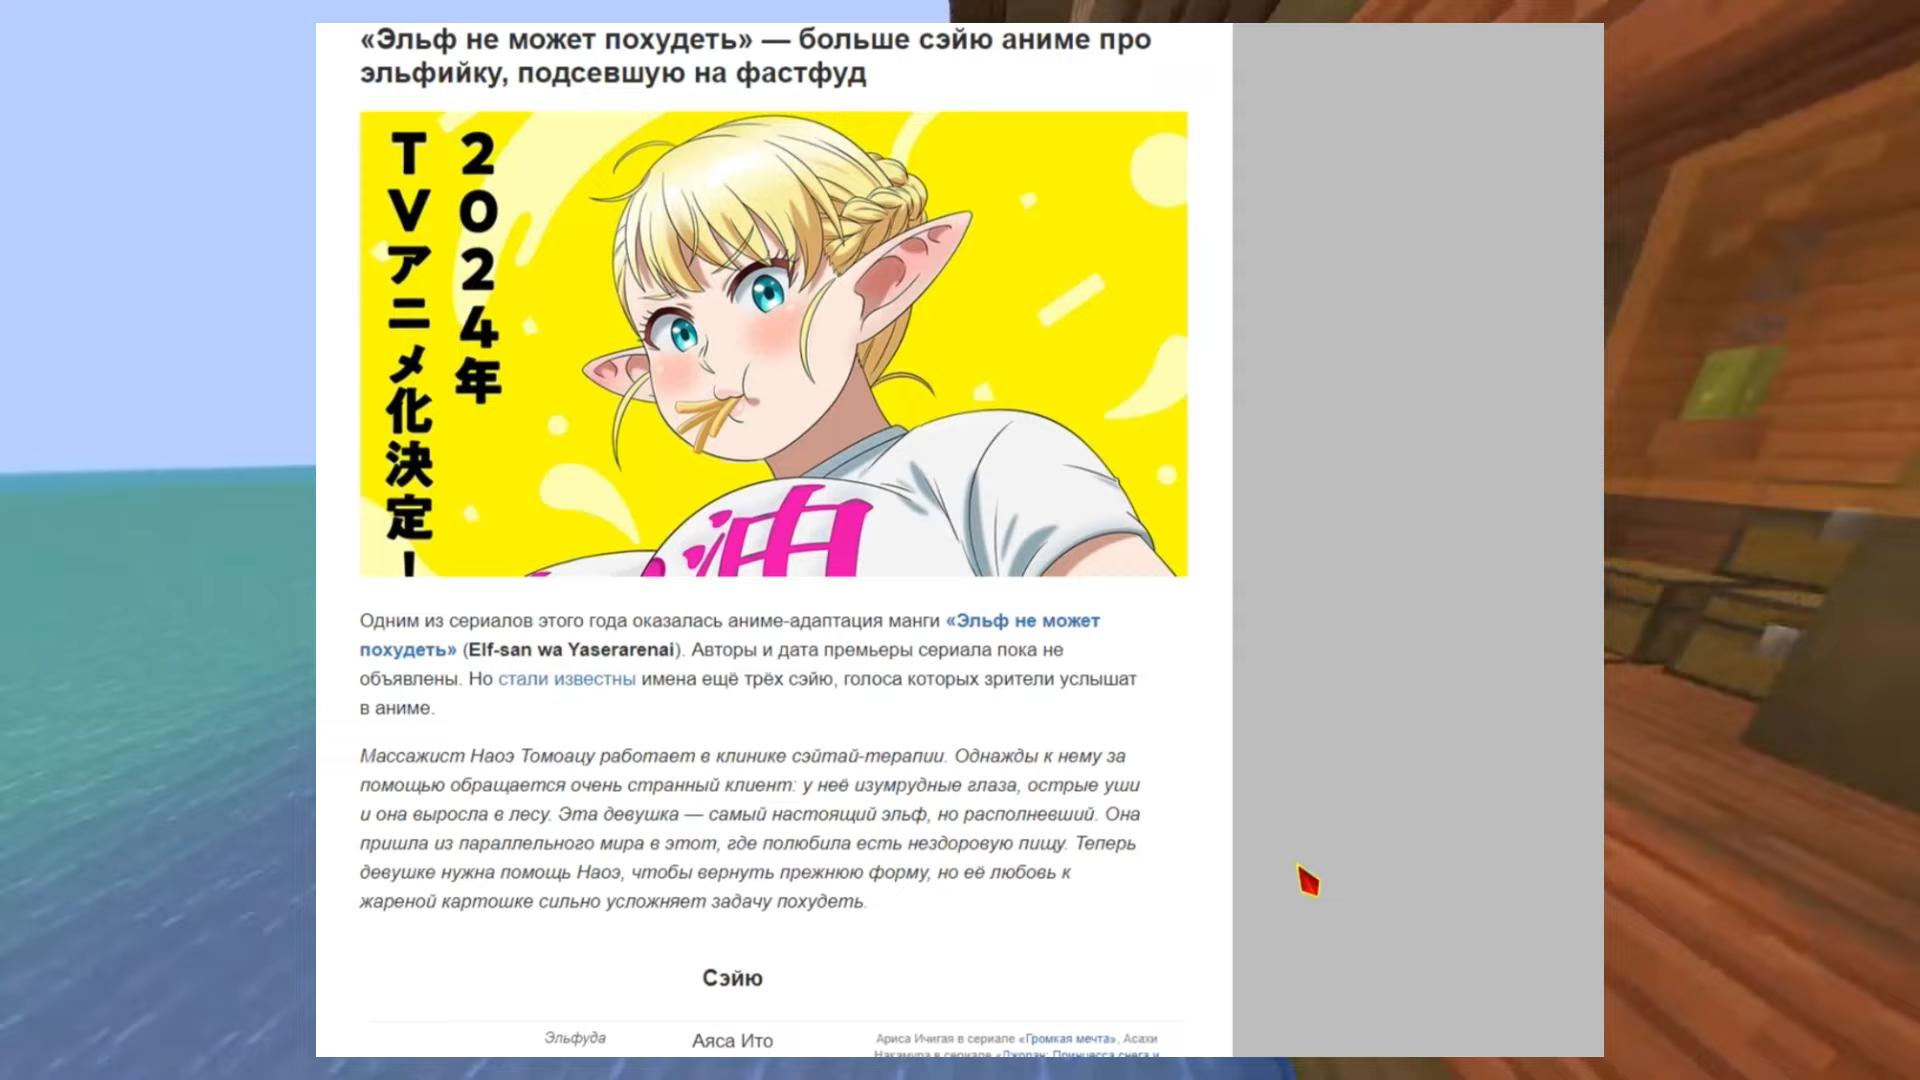 «Эльф не может похудеть» — больше сэйю аниме про
эльфийку, подсевшую на фастфуд
2024年
TVアニメ化決定!
Одним из сериалов этого года оказалась аниме-адаптация манги «Эльф не может
похудеть» (Elf-san wa Yaserarenai). Авторы и дата премьеры сериала пока не
объявлены. Но стали известны имена ещё трёх сэйю, голоса которых зрители услышат
в аниме.
Массажист Наоэ Томоацу работает в клинике сэйтай-терапии. Однажды к нему за
помощью обращается очень странный клиент: у неё изумрудные глаза, острые уши
и она выросла в лесу. Эта девушка — самый настоящий эльф, но располневший. Она
пришла из параллельного мира в этот, где полюбила есть нездоровую пищу. Теперь
девушке нужна помощь Наоэ, чтобы вернуть прежнюю форму, но её любовь к
жареной картошке сильно усложняет задачу похудеть.
Сэйю
Эльфуда
Аяса Ито
Ариса Ичигая в сериале «Громкая мечта», Асахи
Накамура в сериале «Джоран: Принцесса снега и